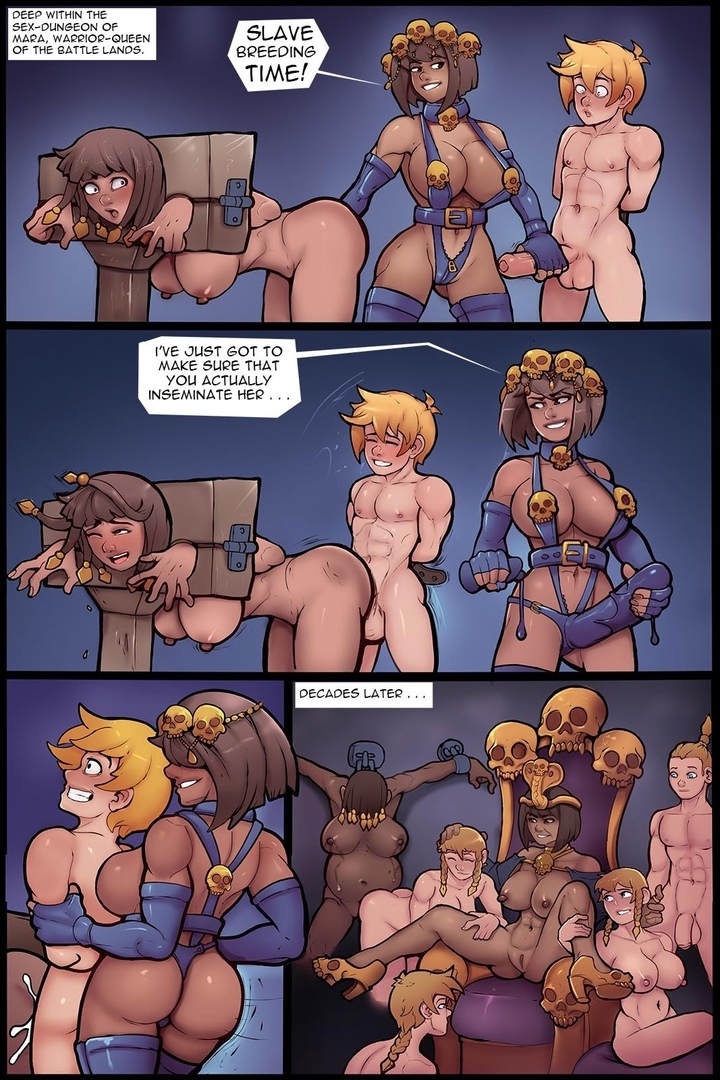 DEEP WITHIN THE
SEX-DUNGEON OF
MARA, WARRIOR-QUEEN
OF THE BATTLE LANDS.
SLAVE
BREEDING
TIME!
I'VE JUST GOT TO
MAKE SURE THAT
YOU ACTUALLY
INSEMINATE HER . . .
DECADES LATER . . .